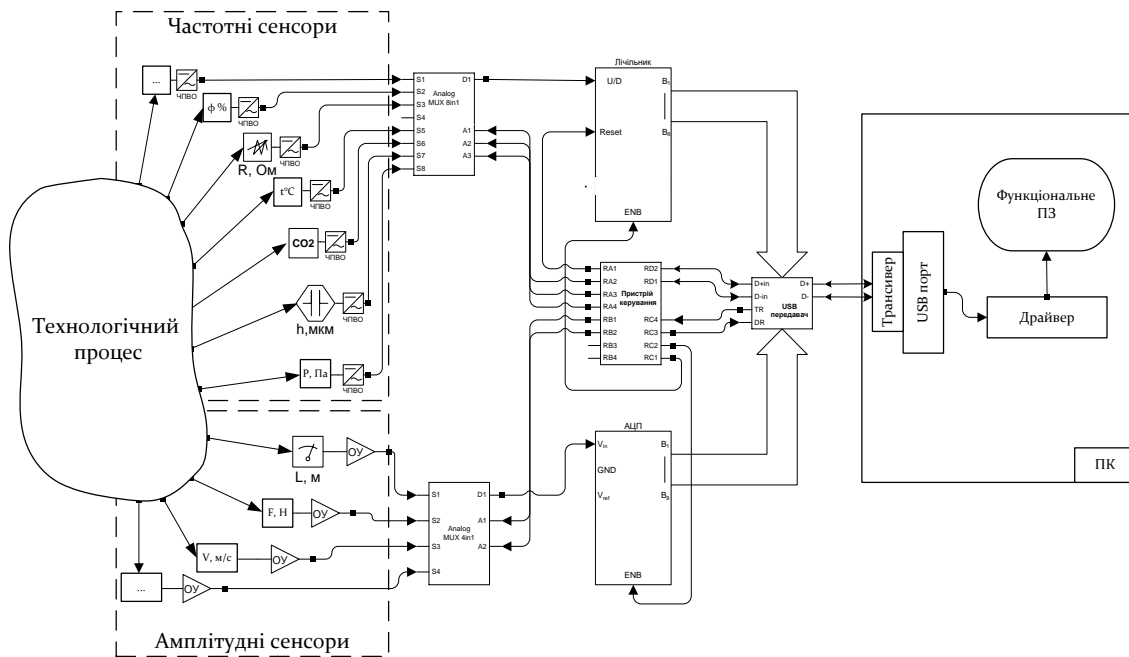 Частотні сенсори
...
ЧПВО
ф %
ЧПВО
R, Ом
ЧПВО
t°C
ЧПВО
CO2
ЧПВО
h,мкм
ЧПВО
P, Па
ЧПВО
Технологічний
процес
L, м
ОУ
F, Н
ОУ
V, м/с
ОУ
...
ОУ
Амплітудні сенсори
S1
S2
S3
S4
S5
S6
S7
S8
D1
Analog
MUX 8in1
A1
A2
A3
S1
S2
S3
S4
D1
Analog
MUX 4in1
A1
A2
Лічільник
U/D
Reset
ENB
B1
B8
RA1
RA2
RA3
RA4
RB1
RB2
RB3
RB4
Пристрій
керування
RD2
RD1
RC4
RC3
RC2
RC1
АЦП
Vin
GND
Vref
ENB
B1
B8
D+in
D-in
TR
DR
D+
D-
USB
передавач
Трансивер
USB порт
Функціональне
ПЗ
Драйвер
ПК